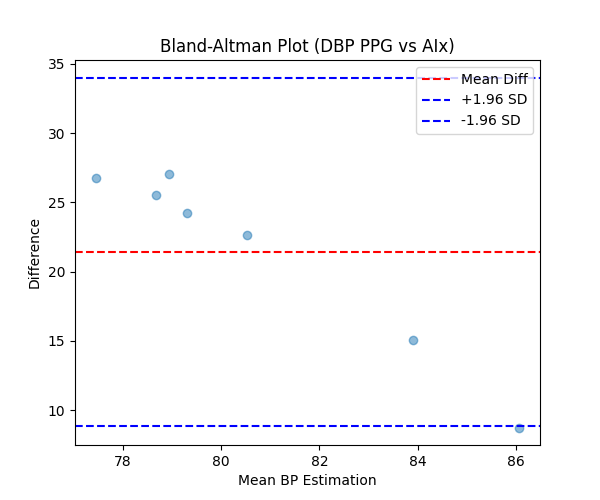 Bland-Altman Plot (DBP PPG vs AIx)
35
30
25
20
15
10
Difference
Mean Diff
+1.96 SD
-1.96 SD
78
80
82
84
86
Mean BP Estimation